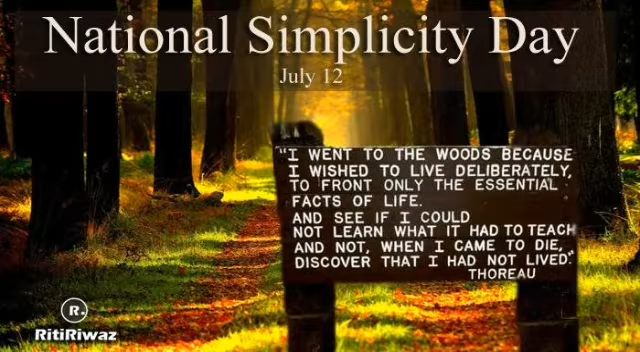 National Simplicity Day
July 12
"I WENT TO THE WOODS BECAUSE
I WISHED TO LIVE DELIBERATELY,
TO FRONT ONLY THE ESSENTIAL
FACTS OF LIFE.
AND SEE IF I COULD
NOT LEARN WHAT IT HAD TO TEACH
AND NOT, WHEN I CAME TO DIE,
DISCOVER THAT I HAD NOT LIVED."
THOREAU
R.
RitiRiwaz